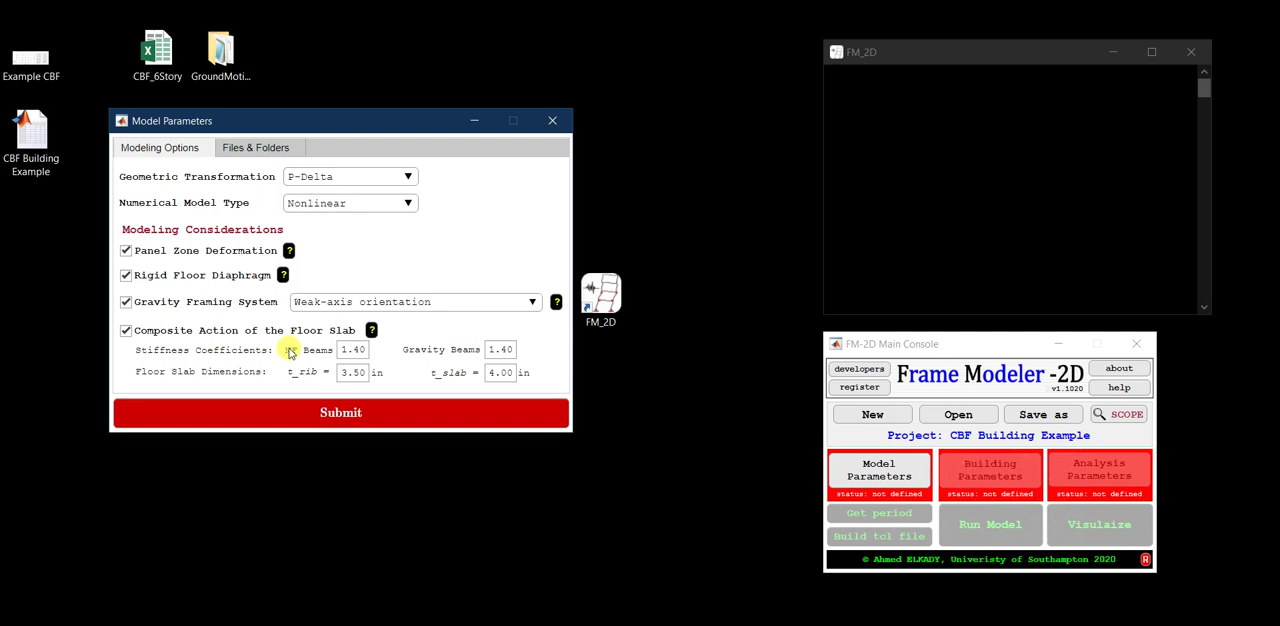 Example CBF
CBF_6Story
GroundMoti...
CBF Building
Example
FM_2D
Model Parameters
Modeling Options
Files & Folders
Geometric Transformation
P-Delta
Numerical Model Type
Nonlinear
Modeling Considerations
Panel Zone Deformation
?
Rigid Floor Diaphragm
?
Gravity Framing System
Weak-axis orientation
?
Composite Action of the Floor Slab
?
Stiffness Coefficients:
Beams
1.40
Gravity Beams
1.40
Floor Slab Dimensions:
t_rib =
3.50
in
t_slab =
4.00
in
Submit
FM_2D
FM-2D Main Console
developers
register
Frame Modeler -2D
v1.1020
about
help
New
Open
Save as
SCOPE
Project: CBF Building Example
Model
Parameters
status: not defined
Building
Parameters
status: not defined
Analysis
Parameters
status: not defined
Get period
Build tcl file
Run Model
Visulaize
© Ahmed ELKADY, Univeristy of Southampton 2020
R